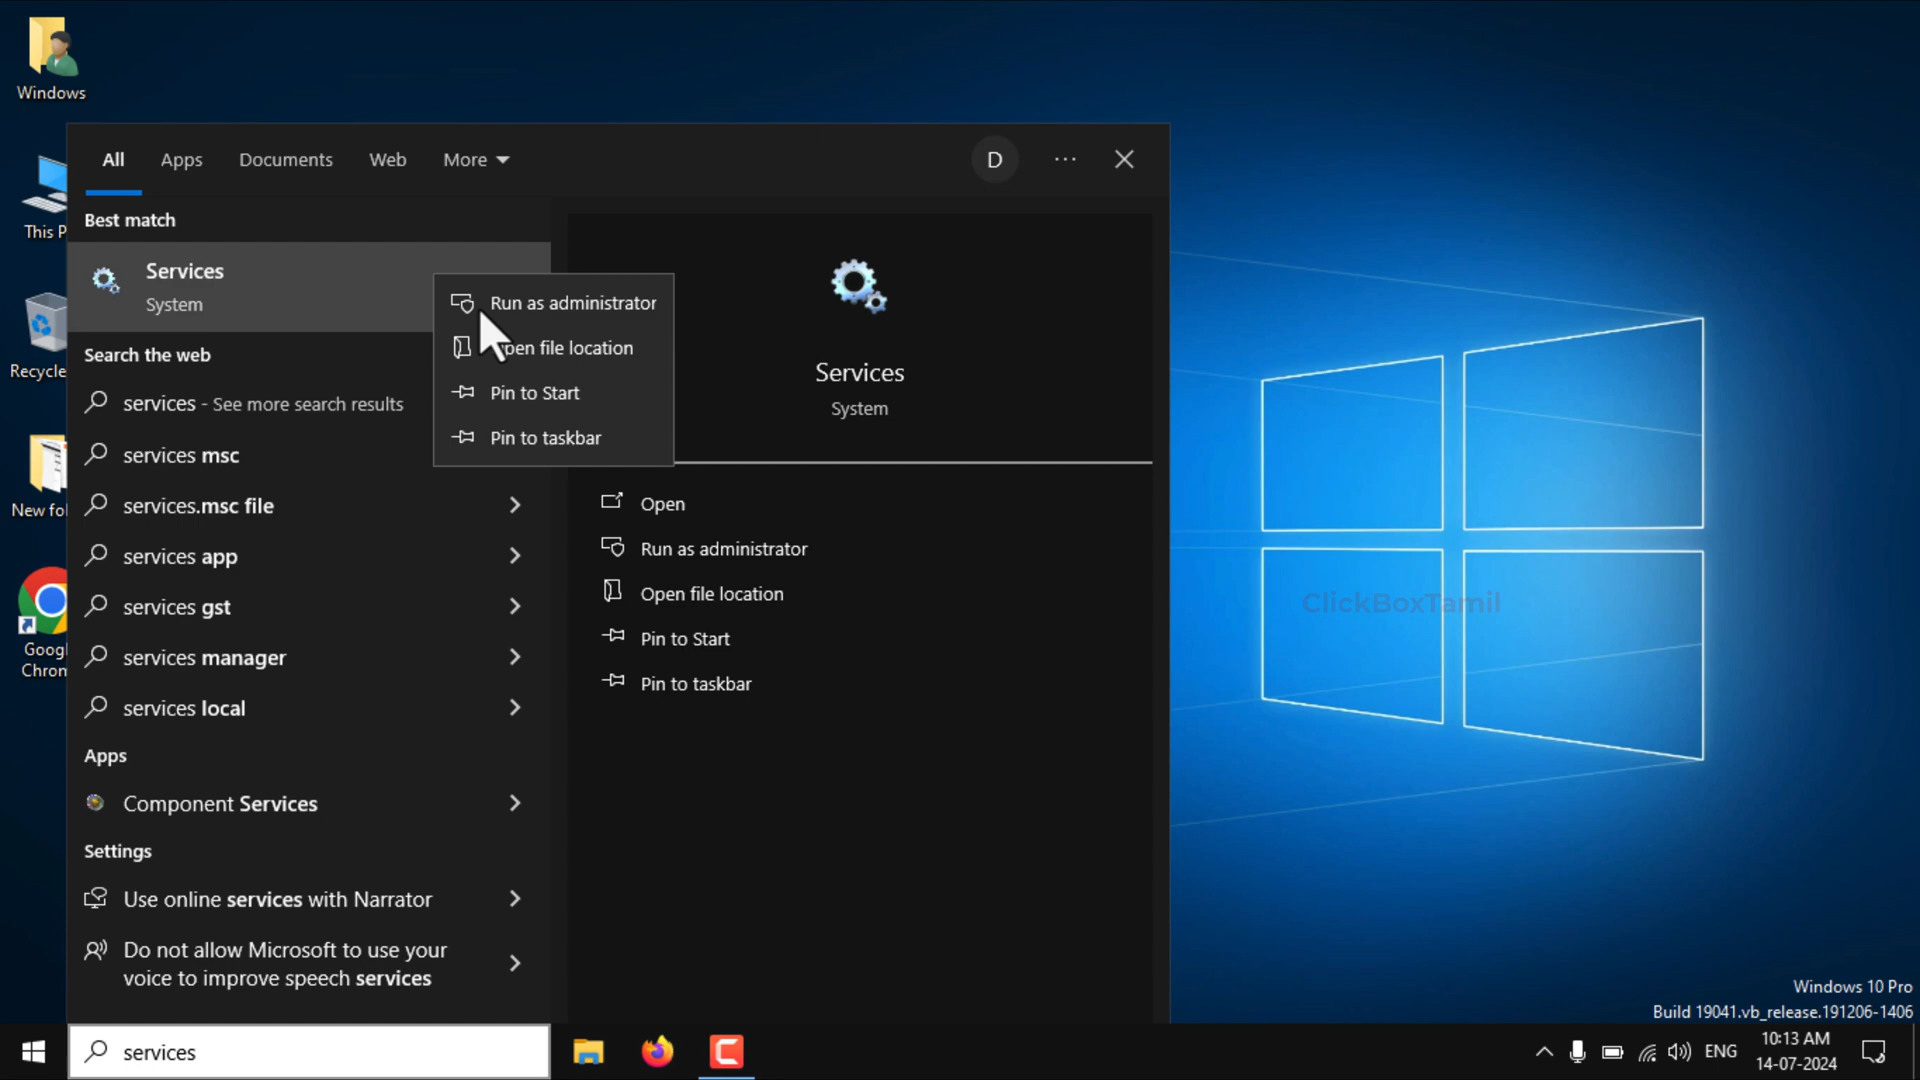 Windows
This P
Recycle
New fol
Googl
Chrom
All
Apps
Documents
Web
More
D
Best match
Services
System
Search the web
services - See more search results
services msc
services.msc file
services app
services gst
services manager
services local
Apps
Component Services
Settings
Use online services with Narrator
Do not allow Microsoft to use your
voice to improve speech services
Run as administrator
pen file location
Pin to Start
Pin to taskbar
Services
System
Open
Run as administrator
Open file location
Pin to Start
Pin to taskbar
ClickBoxTamil
Windows 10 Pro
Build 19041.vb_release.191206-1406
services
ENG
10:13 AM
14-07-2024